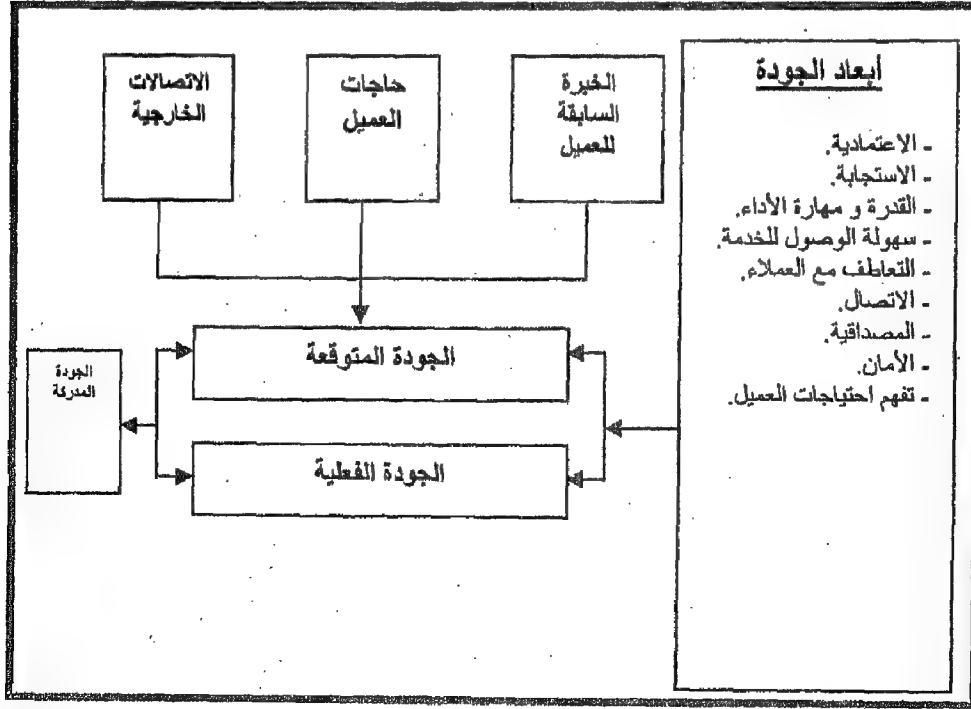 أبعاد الجودة
- الاعتمادية.
- الاستجابة.
- القدرة و مهارة الأداء.
- سهولة الوصول للخدمة.
- التعاطف مع العملاء.
- الاتصال.
- المصداقية.
- الأمان.
- تفهم احتياجات العميل.
الخبرة
السابقة
للعميل
حاجات
العميل
الاتصالات
الخارجية
الجودة المتوقعة
الجودة الفعلية
الجودة
المدركة